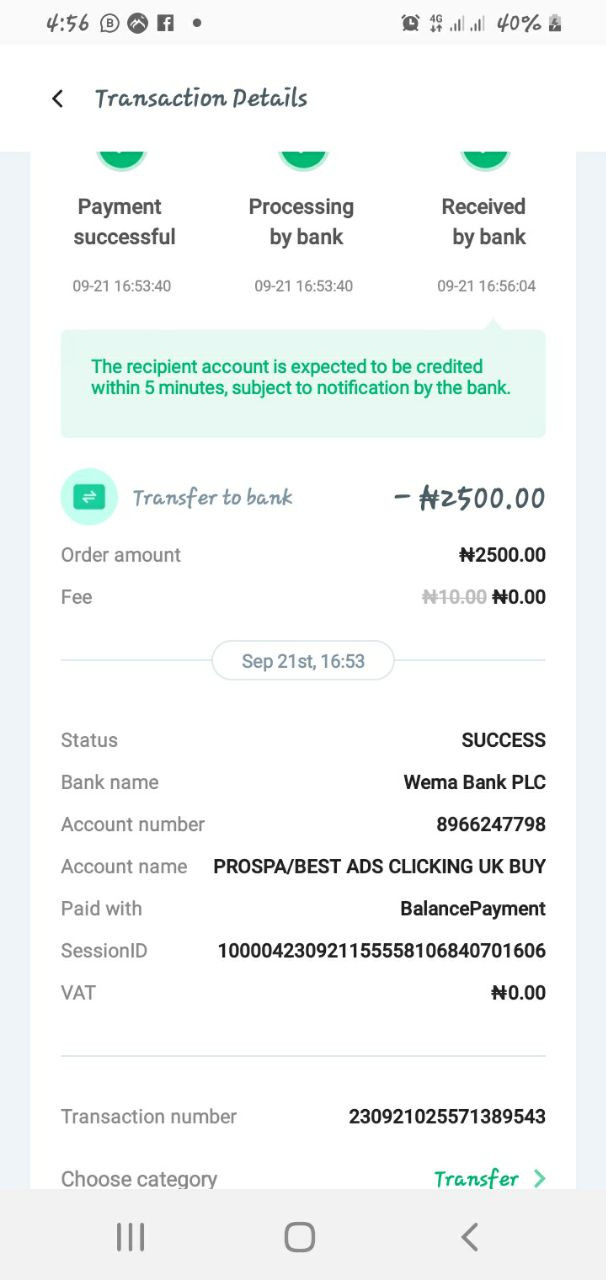 4:56
4G 40%
Transaction Details
Payment successful
Processing by bank
Received by bank
09-21 16:53:40
09-21 16:53:40
09-21 16:56:04
The recipient account is expected to be credited
within 5 minutes, subject to notification by the bank.
Transfer to bank - ₦2500.00
Order amount ₦2500.00
Fee ₦10.00 ₦0.00
Sep 21st, 16:53
Status SUCCESS
Bank name Wema Bank PLC
Account number 8966247798
Account name PROSPA/BEST ADS CLICKING UK BUY
Paid with BalancePayment
SessionID 100004230921155558106840701606
VAT ₦0.00
Transaction number 230921025571389543
Choose category Transfer